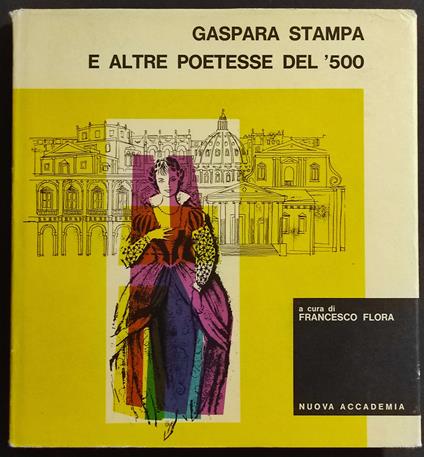 GASPARA STAMPA
E ALTRE POETESSE DEL '500
a cura di
FRANCESCO FLORA
NUOVA ACCADEMIA